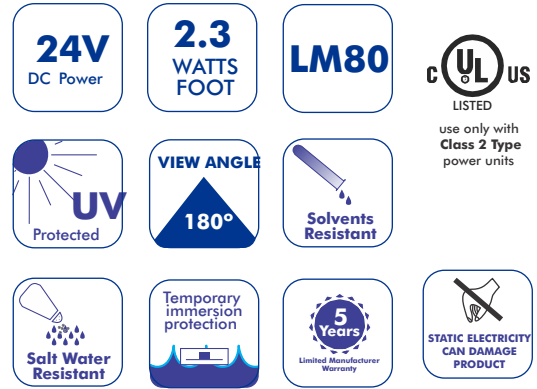 24V
DC Power
2.3
WATTS
FOOT
LM80
C UL US
LISTED
use only with
Class 2 Type
power units
UV
Protected
VIEW ANGLE
180º
Solvents
Resistant
Salt Water
Resistant
Temporary
immersion
protection
5
Years
Limited Manufacturer
Warranty
STATIC ELECTRICITY
CAN DAMAGE
PRODUCT